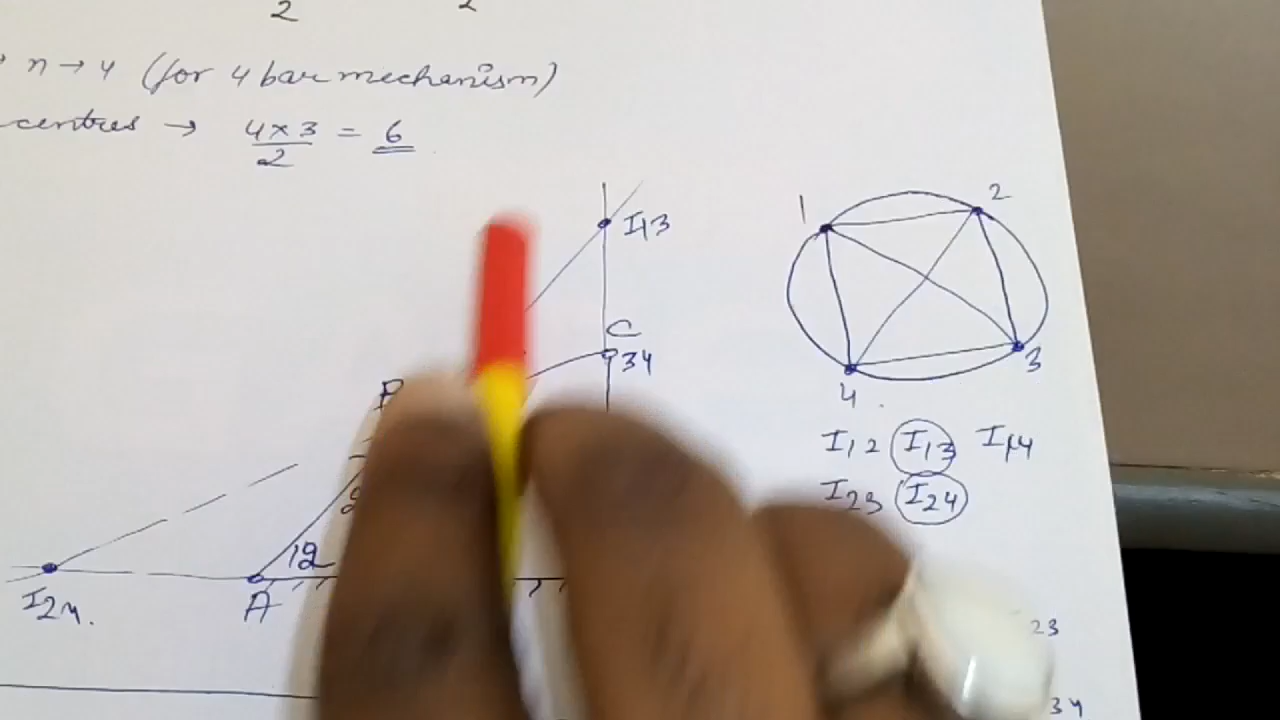 2 2
n → 4 (for 4 bar mechanism)
centres → 4 × 3 / 2 = 6
I13
C
34
B
12
A
I24.
1 2
3
4
I12 I13 I14
I23 I24
23
34